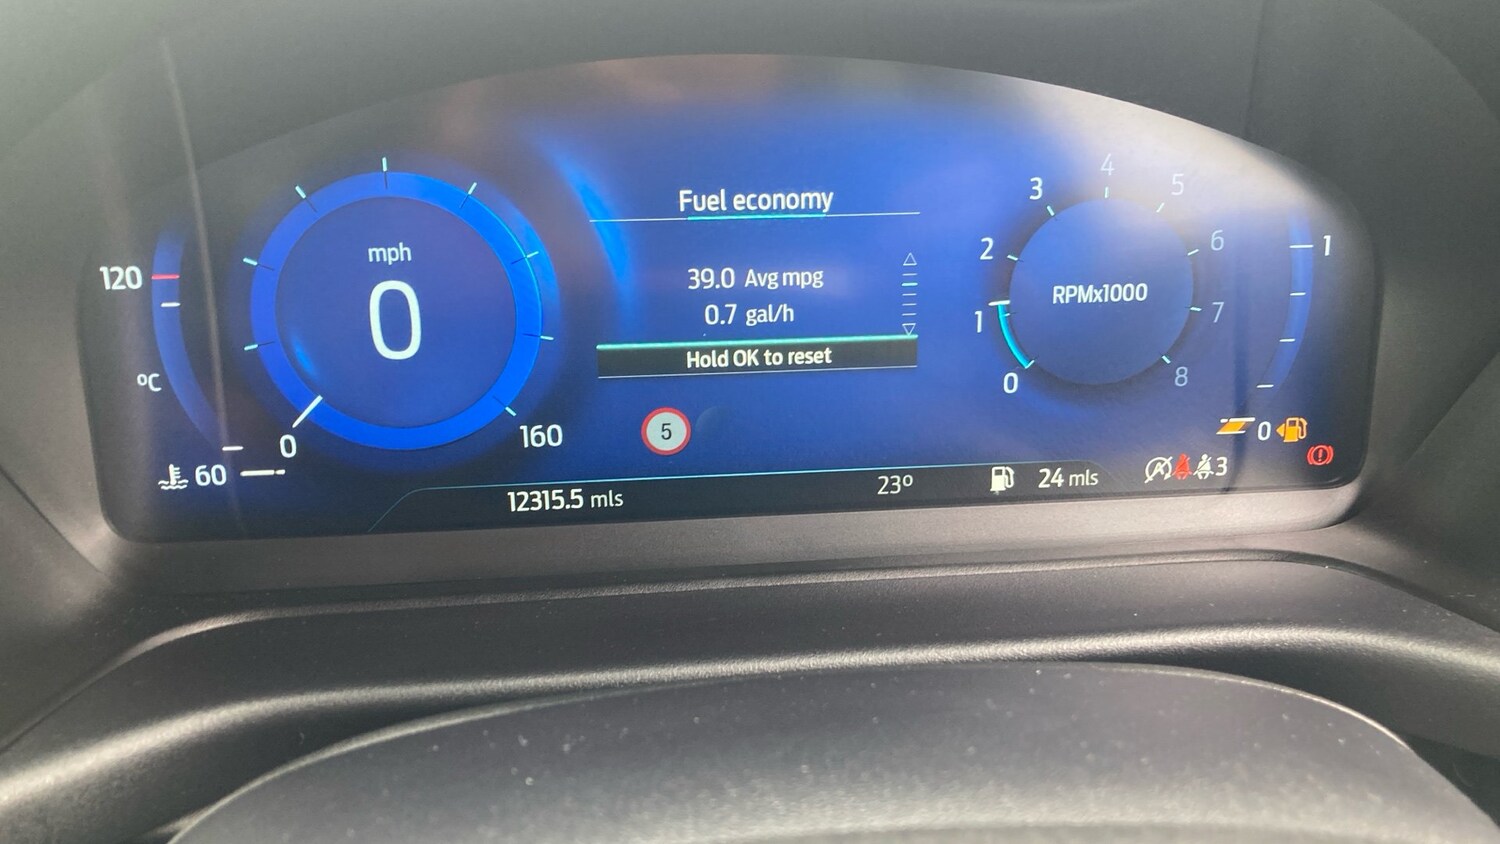 Fuel economy
39.0 Avg mpg
0.7 gal/h
Hold OK to reset
120
°C
60
mph
0
0
160
5
12315.5 mls
23°
24 mls
RPMx1000
0
1
2
3
4
5
6
7
8
1
0
3